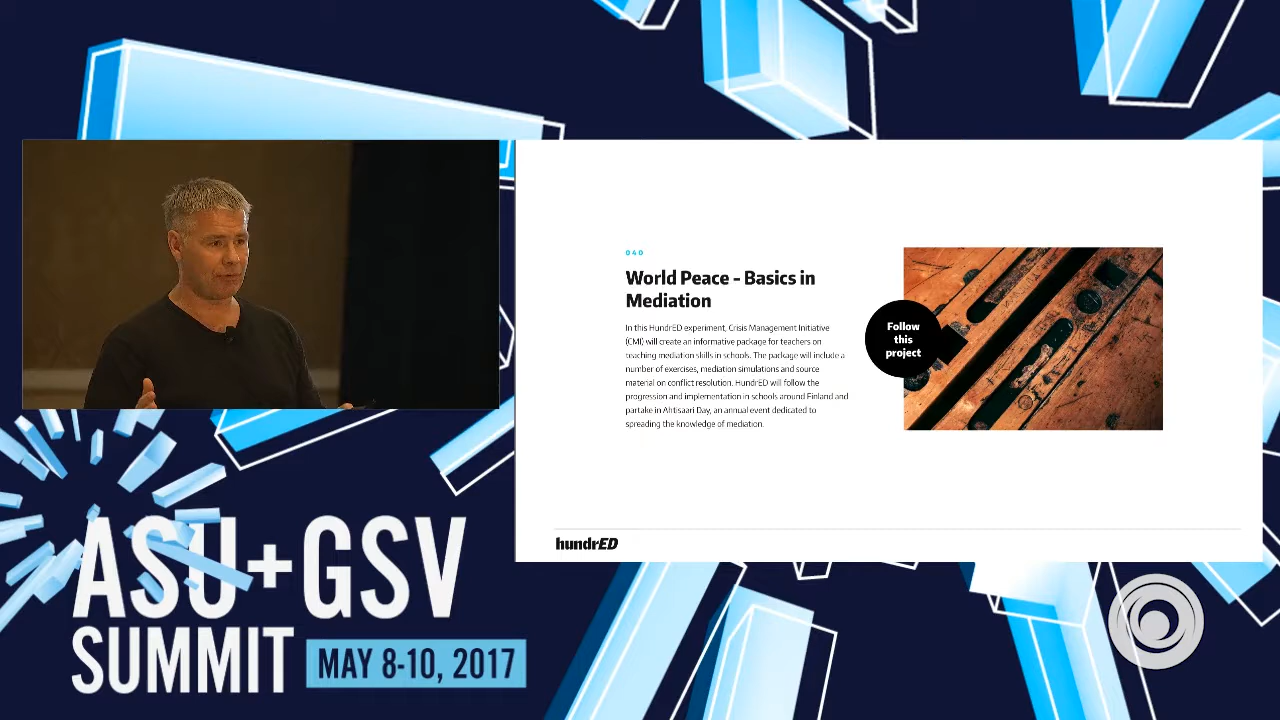 040
World Peace - Basics in
Mediation
In this HundrED experiment, Crisis Management Initiative
(CMI) will create an informative package for teachers on
teaching mediation skills in schools. The package will include a
number of exercises, mediation simulations and source
material on conflict resolution. HundrED will follow the
progression and implementation in schools around Finland and
partake in Ahtisaari Day, an annual event dedicated to
spreading the knowledge of mediation.
Follow
this
project
hundrED
ASU+GSV
SUMMIT
MAY 8-10, 2017